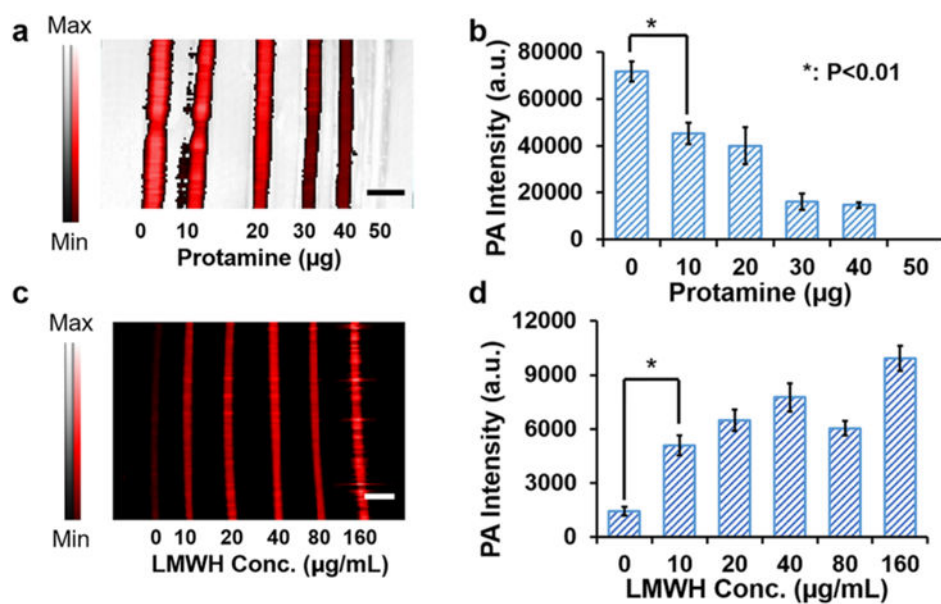 a
Max
Min
0 10 20 30 40 50
Protamine (μg)
b
PA Intensity (a.u.)
80000
60000
40000
20000
0
*
*: P<0.01
0 10 20 30 40 50
Protamine (μg)
c
Max
Min
0 10 20 40 80 160
LMWH Conc. (μg/mL)
d
PA Intensity (a.u.)
12000
9000
6000
3000
0
*
0 10 20 40 80 160
LMWH Conc. (μg/mL)